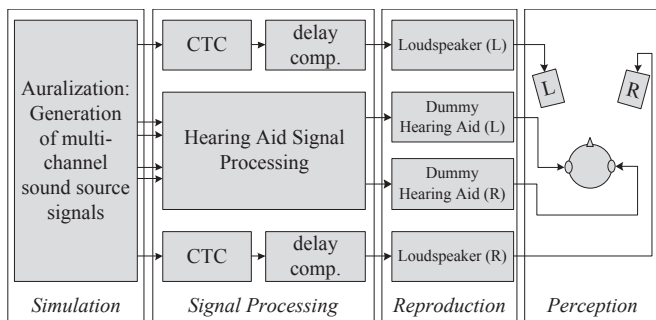 Auralization:
Generation
of multi-
channel
sound source
signals
CTC
delay
comp.
Hearing Aid Signal
Processing
CTC
delay
comp.
Loudspeaker (L)
Dummy
Hearing Aid (L)
Dummy
Hearing Aid (R)
Loudspeaker (R)
L
R
Simulation
Signal Processing
Reproduction
Perception